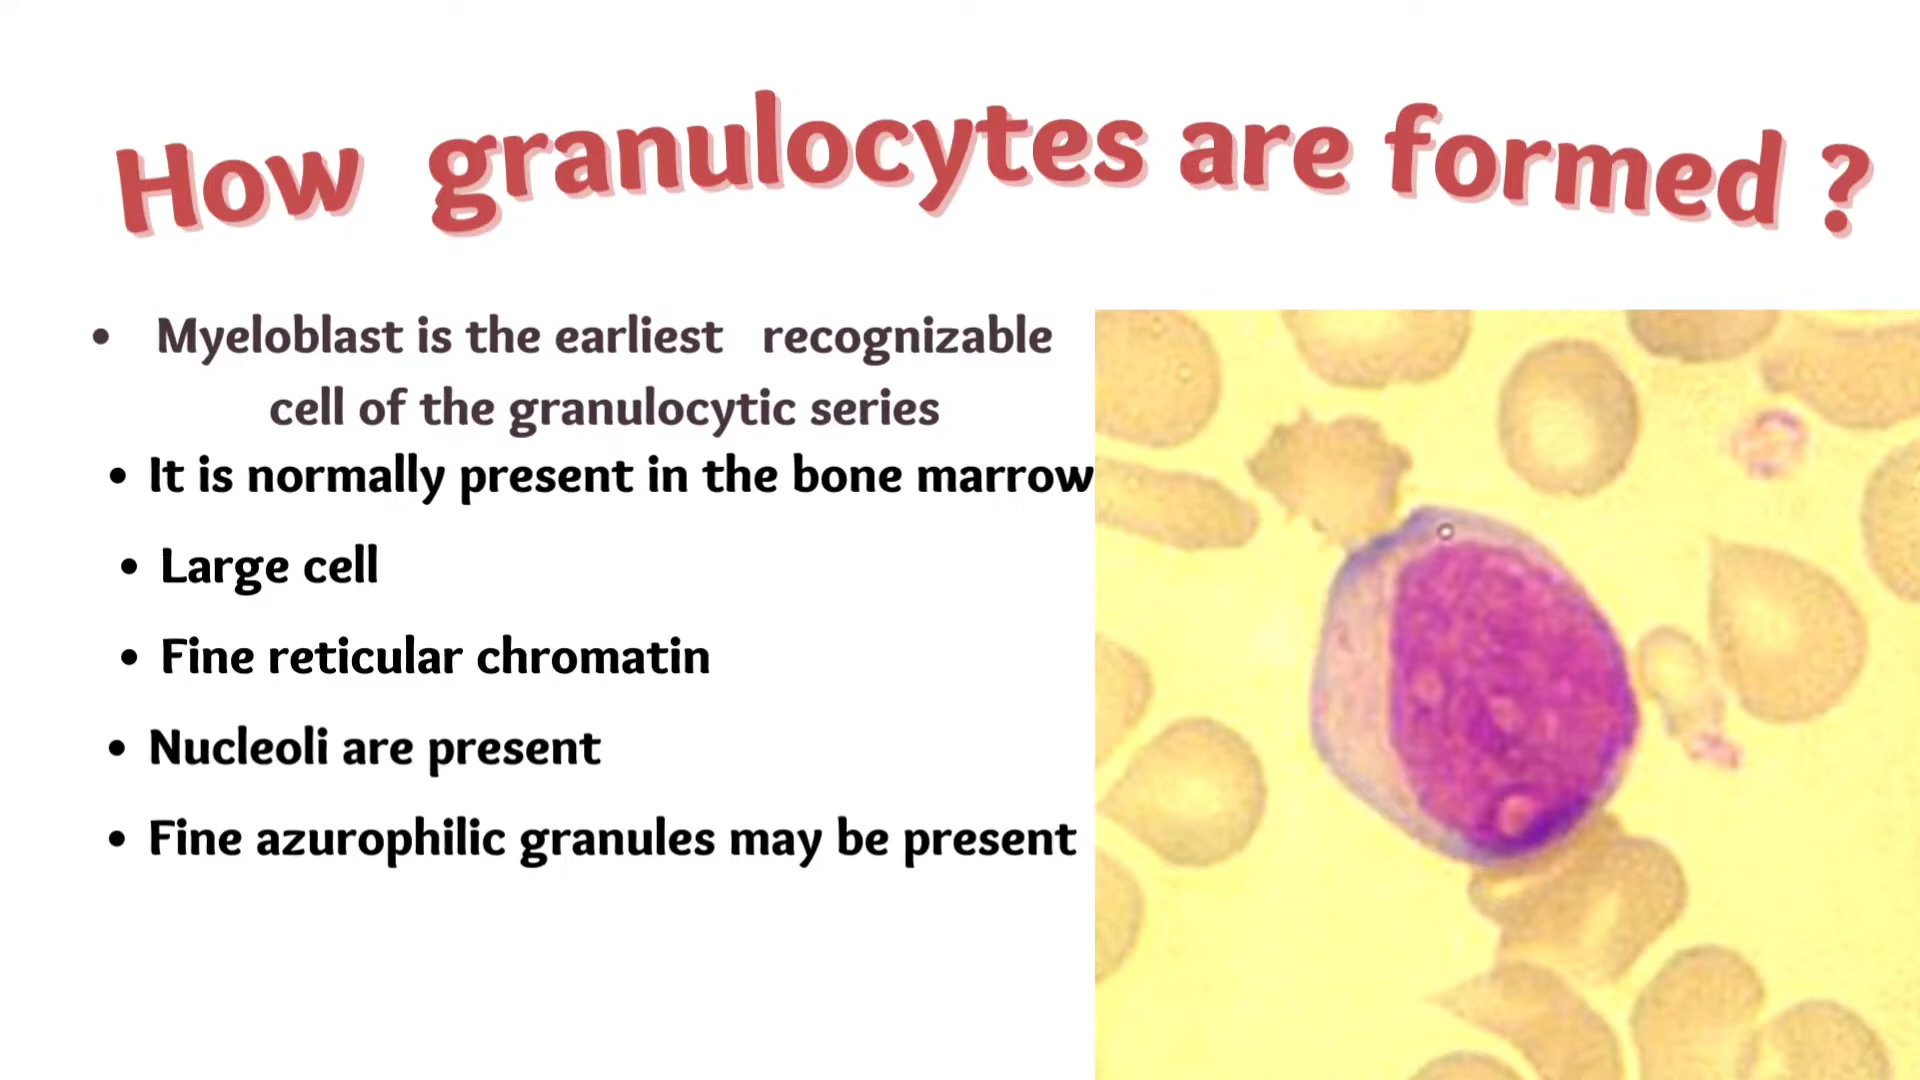 How granulocytes are formed ?
• Myeloblast is the earliest recognizable
cell of the granulocytic series
• It is normally present in the bone marrow
• Large cell
• Fine reticular chromatin
• Nucleoli are present
• Fine azurophilic granules may be present